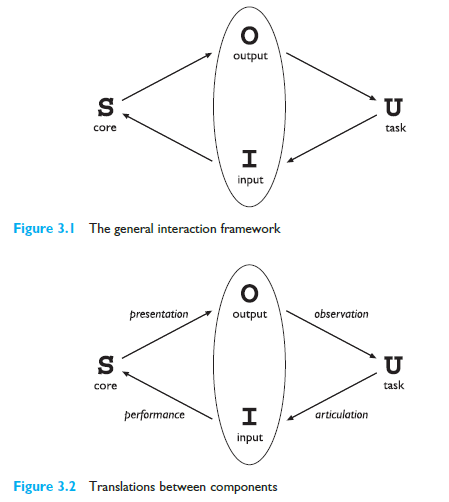 O
output
S
core
U
task
I
input
Figure 3.1 The general interaction framework
O
presentation
output
observation
S
core
U
task
performance
I
articulation
input
Figure 3.2 Translations between components